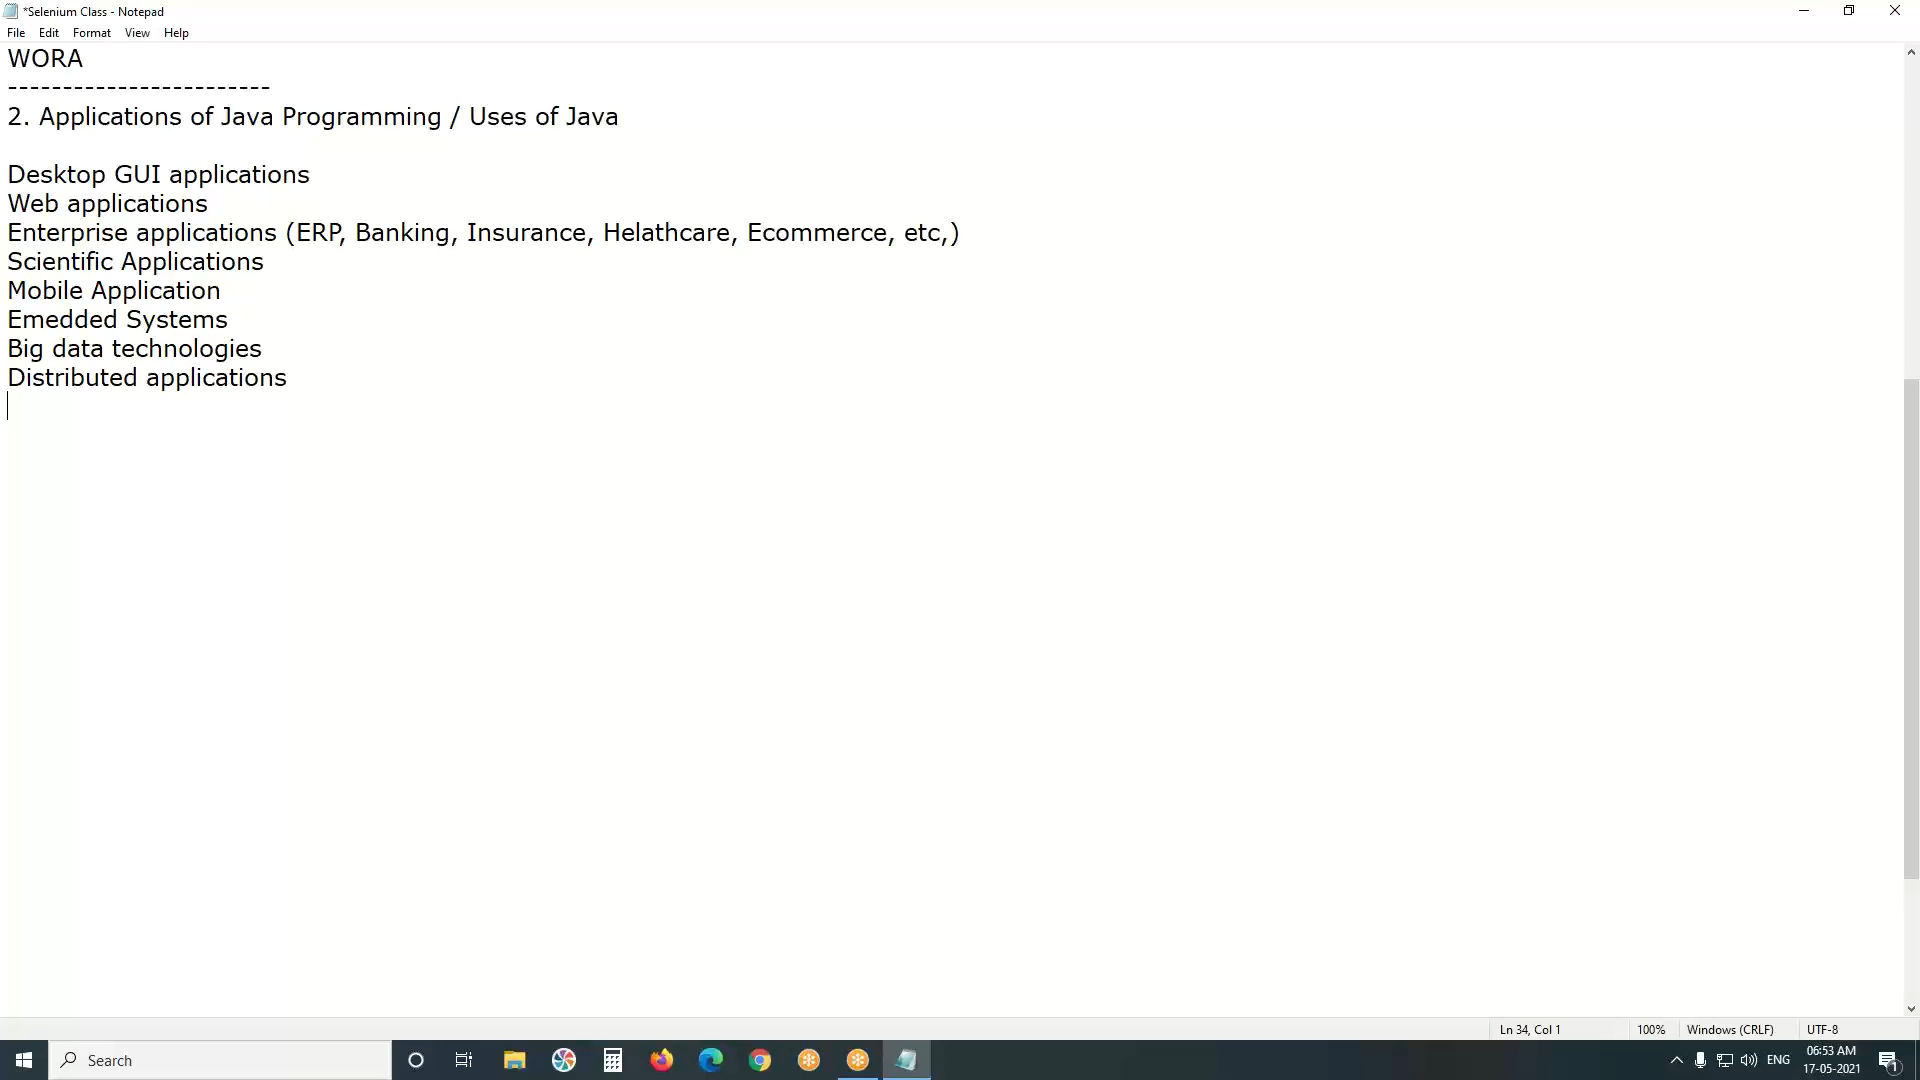 *Selenium Class - Notepad
File Edit Format View Help
WORA
------------------------
2. Applications of Java Programming / Uses of Java
Desktop GUI applications
Web applications
Enterprise applications (ERP, Banking, Insurance, Helathcare, Ecommerce, etc,)
Scientific Applications
Mobile Application
Emedded Systems
Big data technologies
Distributed applications
Ln 34, Col 1 100% Windows (CRLF) UTF-8
Search
ENG
06:53 AM
17-05-2021
1